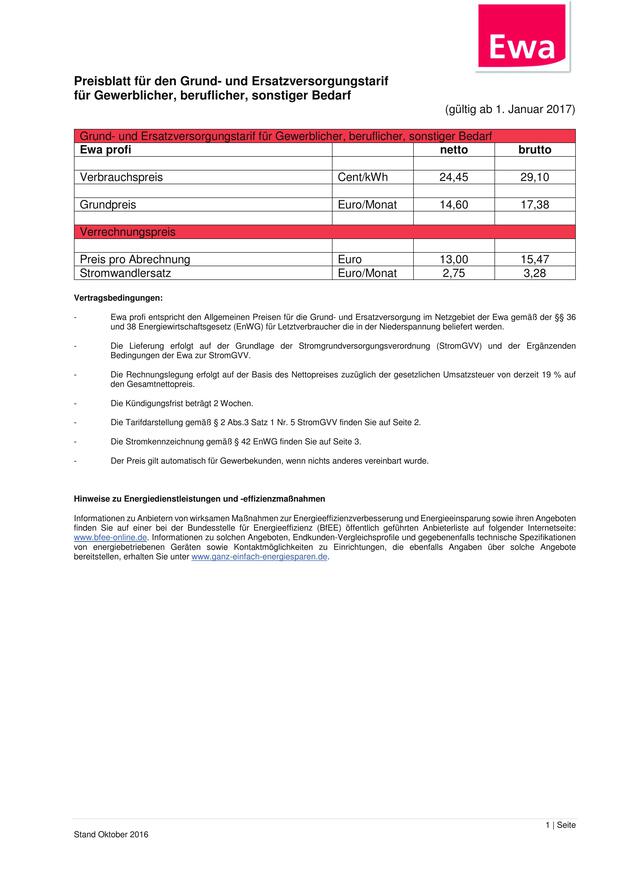 Ewa
Preisblatt für den Grund- und Ersatzversorgungstarif
für Gewerblicher, beruflicher, sonstiger Bedarf
(gültig ab 1. Januar 2017)
Grund- und Ersatzversorgungstarif für Gewerblicher, beruflicher, sonstiger Bedarf
Ewa profi netto brutto
Verbrauchspreis Cent/kWh 24,45 29,10
Grundpreis Euro/Monat 14,60 17,38
Verrechnungspreis
Preis pro Abrechnung Euro 13,00 15,47
Stromwandlersatz Euro/Monat 2,75 3,28
Vertragsbedingungen:
- Ewa profi entspricht den Allgemeinen Preisen für die Grund- und Ersatzversorgung im Netzgebiet der Ewa gemäß der §§ 36
und 38 Energiewirtschaftsgesetz (EnWG) für Letztverbraucher die in der Niederspannung beliefert werden.
- Die Lieferung erfolgt auf der Grundlage der Stromgrundversorgungsverordnung (StromGVV) und der Ergänzenden
Bedingungen der Ewa zur StromGVV.
- Die Rechnungslegung erfolgt auf der Basis des Nettopreises zuzüglich der gesetzlichen Umsatzsteuer von derzeit 19 % auf
den Gesamtnettopreis.
- Die Kündigungsfrist beträgt 2 Wochen.
- Die Tarifdarstellung gemäß § 2 Abs.3 Satz 1 Nr. 5 StromGVV finden Sie auf Seite 2.
- Die Stromkennzeichnung gemäß § 42 EnWG finden Sie auf Seite 3.
- Der Preis gilt automatisch für Gewerbekunden, wenn nichts anderes vereinbart wurde.
Hinweise zu Energiedienstleistungen und -effizienzmaßnahmen
Informationen zu Anbietern von wirksamen Maßnahmen zur Energieeffizienzverbesserung und Energieeinsparung sowie ihren Angeboten
finden Sie auf einer bei der Bundesstelle für Energieeffizienz (BfEE) öffentlich geführten Anbieterliste auf folgender Internetseite:
www.bfee-online.de. Informationen zu solchen Angeboten, Endkunden-Vergleichsprofile und gegebenenfalls technische Spezifikationen
von energiebetriebenen Geräten sowie Kontaktmöglichkeiten zu Einrichtungen, die ebenfalls Angaben über solche Angebote
bereitstellen, erhalten Sie unter www.ganz-einfach-energiesparen.de.
1 | Seite
Stand Oktober 2016